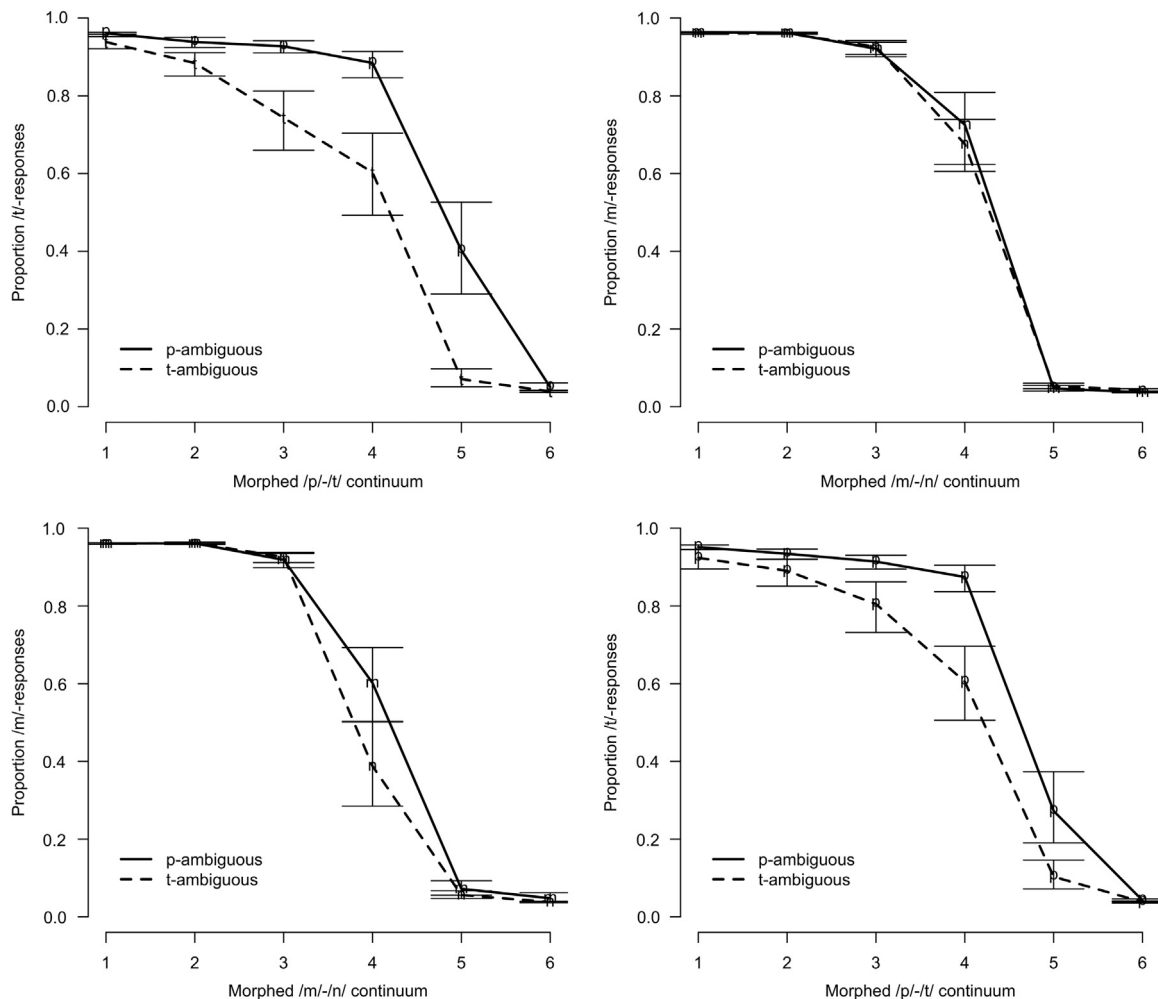 1.0
0.8
0.6
0.4
0.2
0.0
Proportion /t/-responses
p-ambiguous
t-ambiguous
1 2 3 4 5 6
Morphed /p/-/t/ continuum
1.0
0.8
0.6
0.4
0.2
0.0
Proportion /m/-responses
p-ambiguous
t-ambiguous
1 2 3 4 5 6
Morphed /m/-/n/ continuum
1.0
0.8
0.6
0.4
0.2
0.0
Proportion /m/-responses
p-ambiguous
t-ambiguous
1 2 3 4 5 6
Morphed /m/-/n/ continuum
1.0
0.8
0.6
0.4
0.2
0.0
Proportion /t/-responses
p-ambiguous
t-ambiguous
1 2 3 4 5 6
Morphed /p/-/t/ continuum